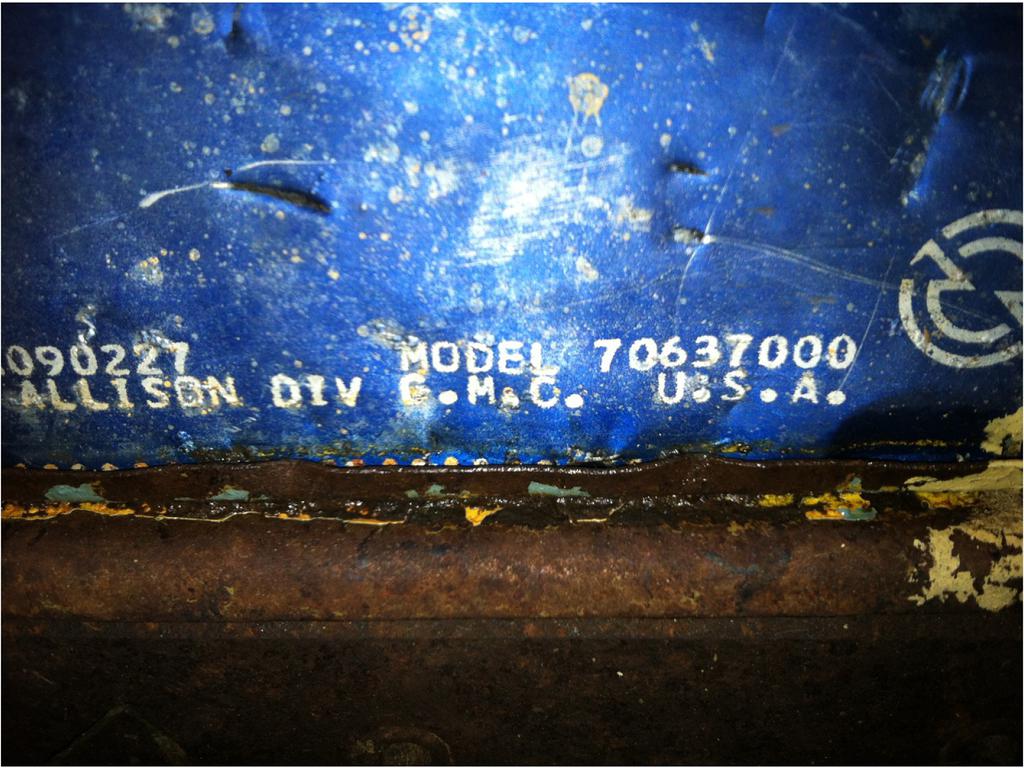 090227 MODEL 70637000
ALLISON DIV G.M.C. U.S.A.